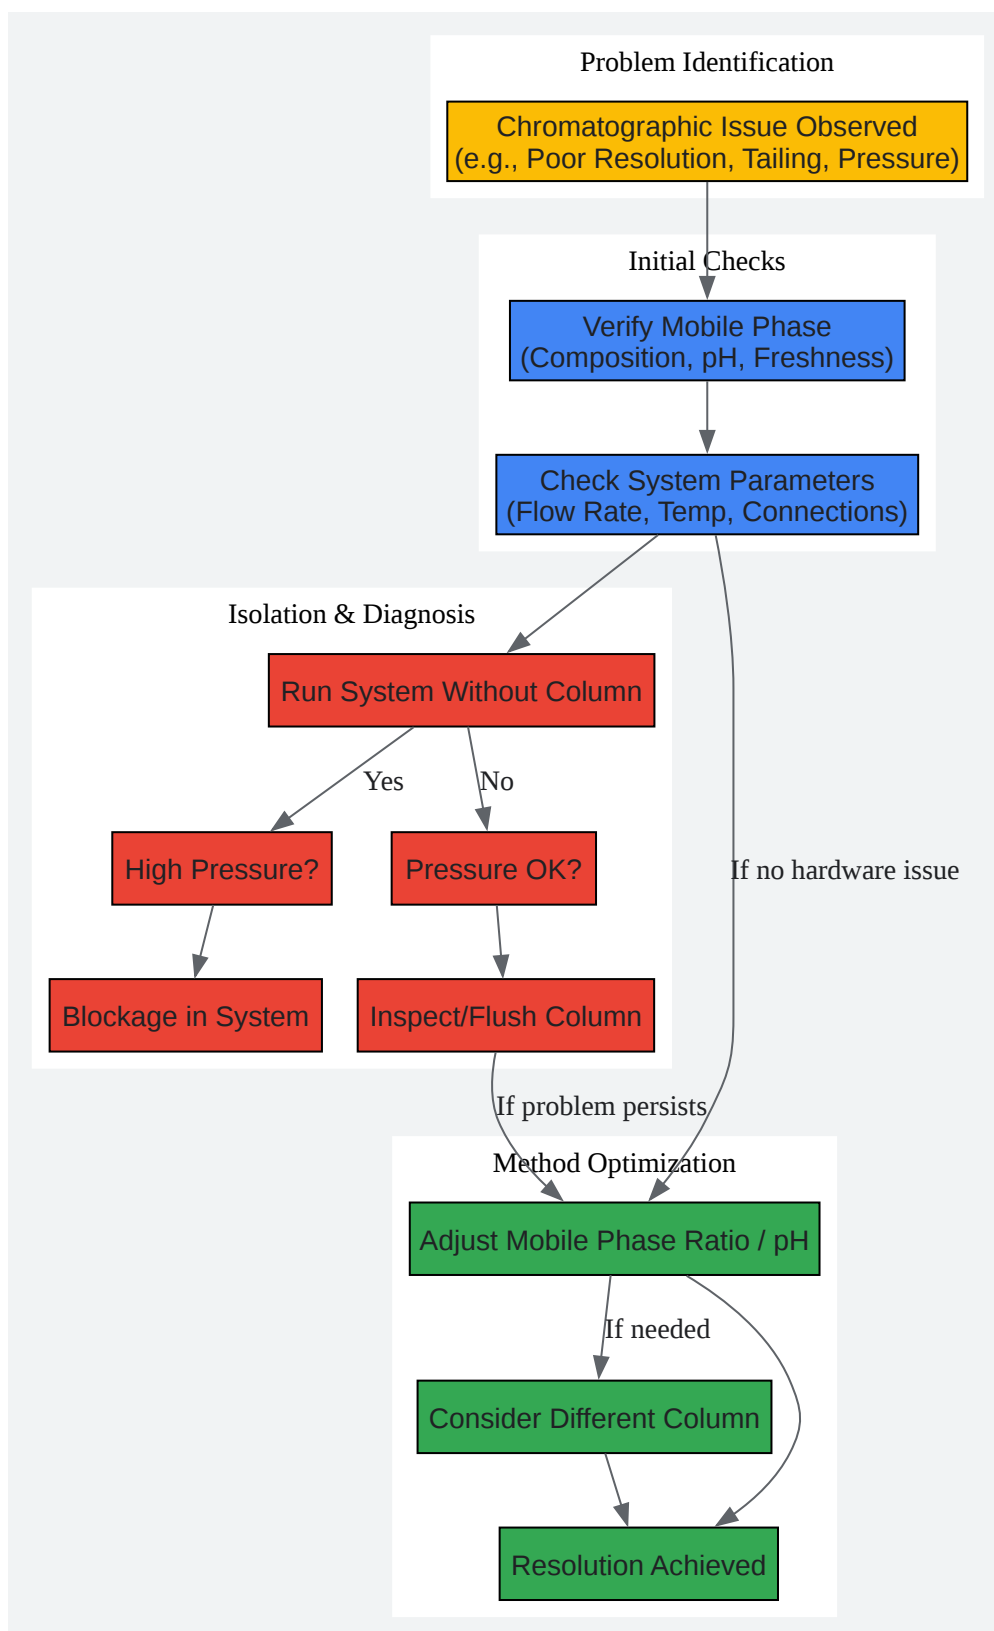 Problem Identification
Chromatographic Issue Observed
(e.g., Poor Resolution, Tailing, Pressure)
Initial Checks
Verify Mobile Phase
(Composition, pH, Freshness)
Check System Parameters
(Flow Rate, Temp, Connections)
Isolation & Diagnosis
Run System Without Column
Yes
No
High Pressure?
Pressure OK?
If no hardware issue
Blockage in System
Inspect/Flush Column
If problem persists
Method Optimization
Adjust Mobile Phase Ratio / pH
If needed
Consider Different Column
Resolution Achieved